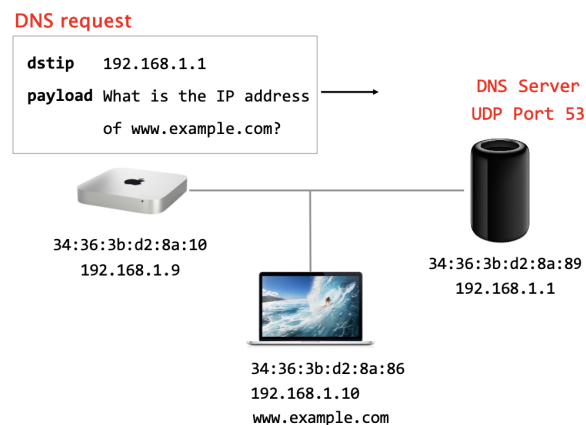 DNS request
dstip 192.168.1.1
payload What is the IP address
of www.example.com?
DNS Server
UDP Port 53
34:36:3b:d2:8a:10
192.168.1.9
34:36:3b:d2:8a:89
192.168.1.1
34:36:3b:d2:8a:86
192.168.1.10
www.example.com